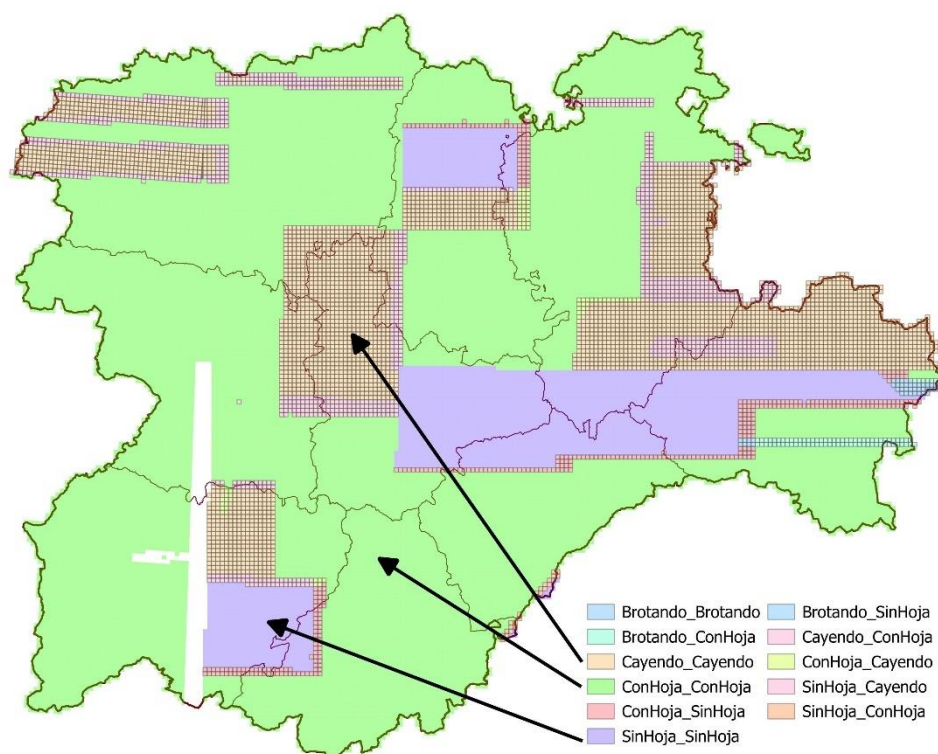 Brotando_Brotando
Brotando_SinHoja
Brotando_ConHoja
Cayendo_ConHoja
Cayendo_Cayendo
ConHoja_Cayendo
ConHoja_ConHoja
SinHoja_Cayendo
ConHoja_SinHoja
SinHoja_ConHoja
SinHoja_SinHoja